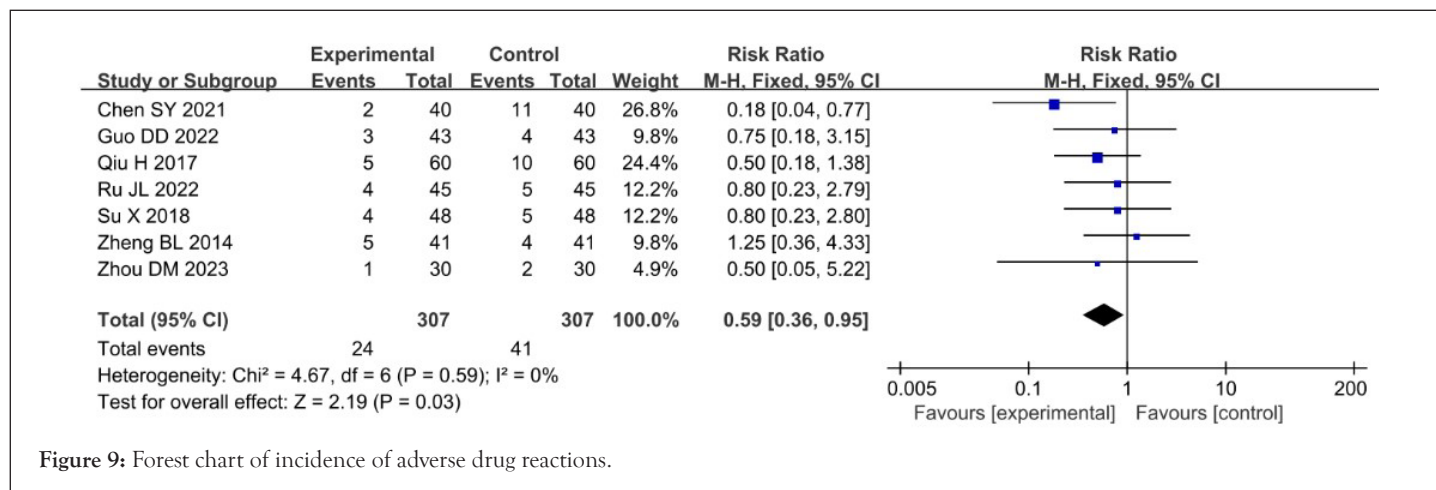 Experimental Control Risk Ratio Risk Ratio
Study or Subgroup Events Total Events Total Weight M-H, Fixed, 95% CI M-H, Fixed, 95% CI
Chen SY 2021 2 40 11 40 26.8% 0.18 [0.04, 0.77]
Guo DD 2022 3 43 4 43 9.8% 0.75 [0.18, 3.15]
Qiu H 2017 5 60 10 60 24.4% 0.50 [0.18, 1.38]
Ru JL 2022 4 45 5 45 12.2% 0.80 [0.23, 2.79]
Su X 2018 4 48 5 48 12.2% 0.80 [0.23, 2.80]
Zheng BL 2014 5 41 4 41 9.8% 1.25 [0.36, 4.33]
Zhou DM 2023 1 30 2 30 4.9% 0.50 [0.05, 5.22]
Total (95% CI) 307 307 100.0% 0.59 [0.36, 0.95]
Total events 24 41
Heterogeneity: Chi² = 4.67, df = 6 (P = 0.59); I² = 0%
Test for overall effect: Z = 2.19 (P = 0.03)
0.005 0.1 1 10 200
Favours [experimental] Favours [control]
Figure 9: Forest chart of incidence of adverse drug reactions.